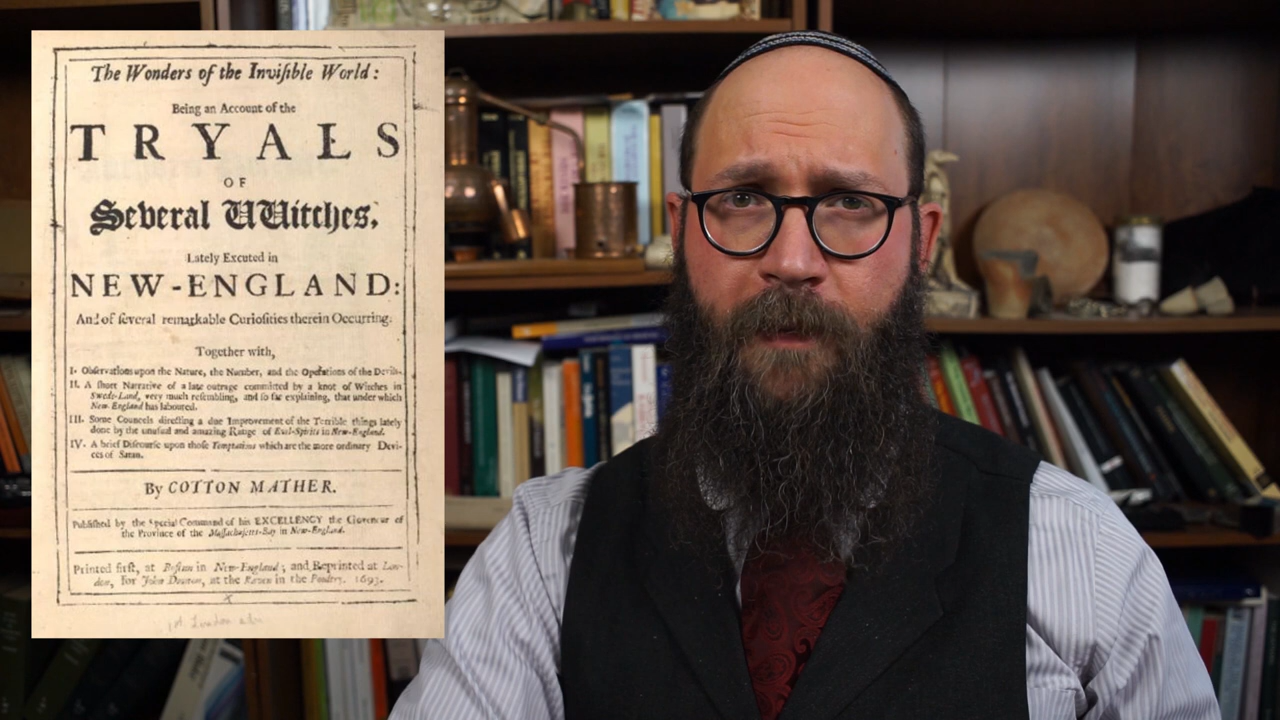 The Wonders of the Inviſible World:
Being an Account of the
TRYALS
OF
Several UUitches,
Lately Excuted in
NEW-ENGLAND:
And of ſeveral remarkable Curioſities therein Occurring.
Together with,
I. Obſervations upon the Nature, the Number, and the Operations of the Devils.
II. A ſhort Narrative of a late outrage committed by a knot of Witches in
Swede-Land, very much reſembling, and ſo far explaining, that under which
New-England has laboured.
III. Some Councels directing a due Improvement of the Terrible things lately
done by the unuſual and amazing Range of Evil-Spirits in New-England.
IV. A brief Diſcourſe upon thoſe Temptations which are the more ordinary Devi-
ces of Satan.
By COTTON MATHER.
Publiſhed by the Special Command of his EXCELLENCY the Governour of
the Province of the Maſſachuſetts-Bay in New-England.
Printed firſt, at Boſton in New-England; and Reprinted at Lon-
don, for John Dunton, at the Raven in the Poultry. 1693.